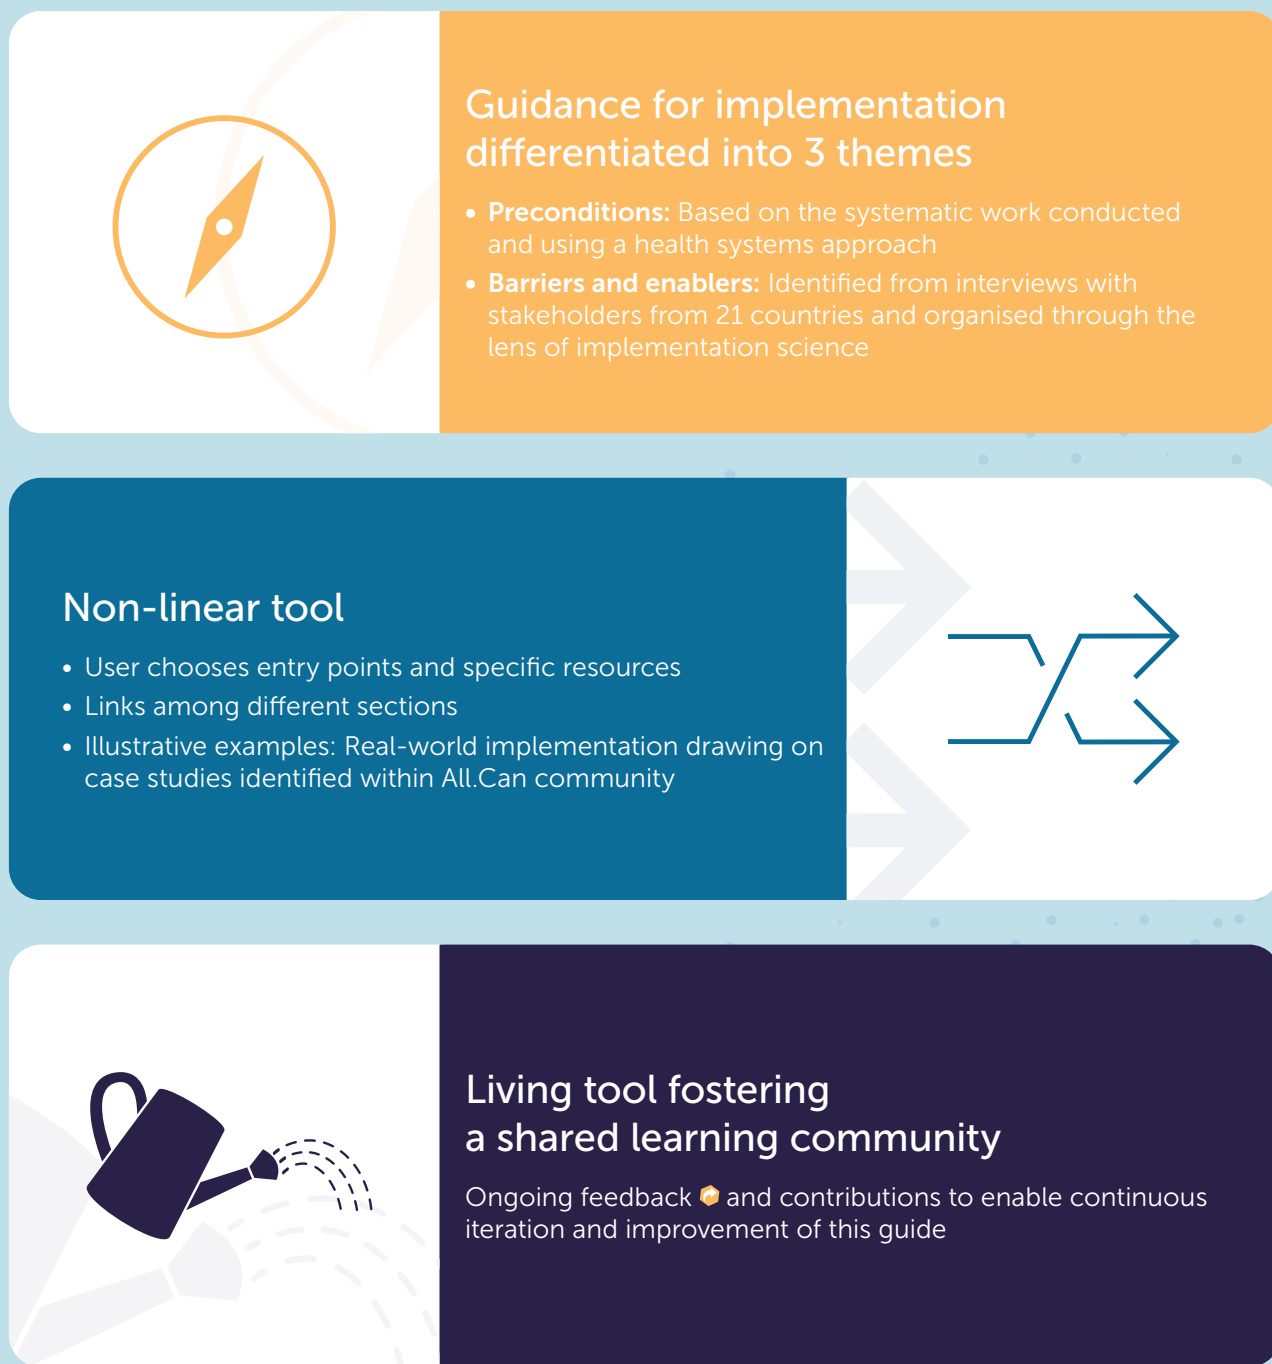 Guidance for implementation
differentiated into 3 themes
• Preconditions: Based on the systematic work conducted
and using a health systems approach
• Barriers and enablers: Identified from interviews with
stakeholders from 21 countries and organised through the
lens of implementation science
Non-linear tool
• User chooses entry points and specific resources
• Links among different sections
• Illustrative examples: Real-world implementation drawing on
case studies identified within All.Can community
Living tool fostering
a shared learning community
Ongoing feedback and contributions to enable continuous
iteration and improvement of this guide